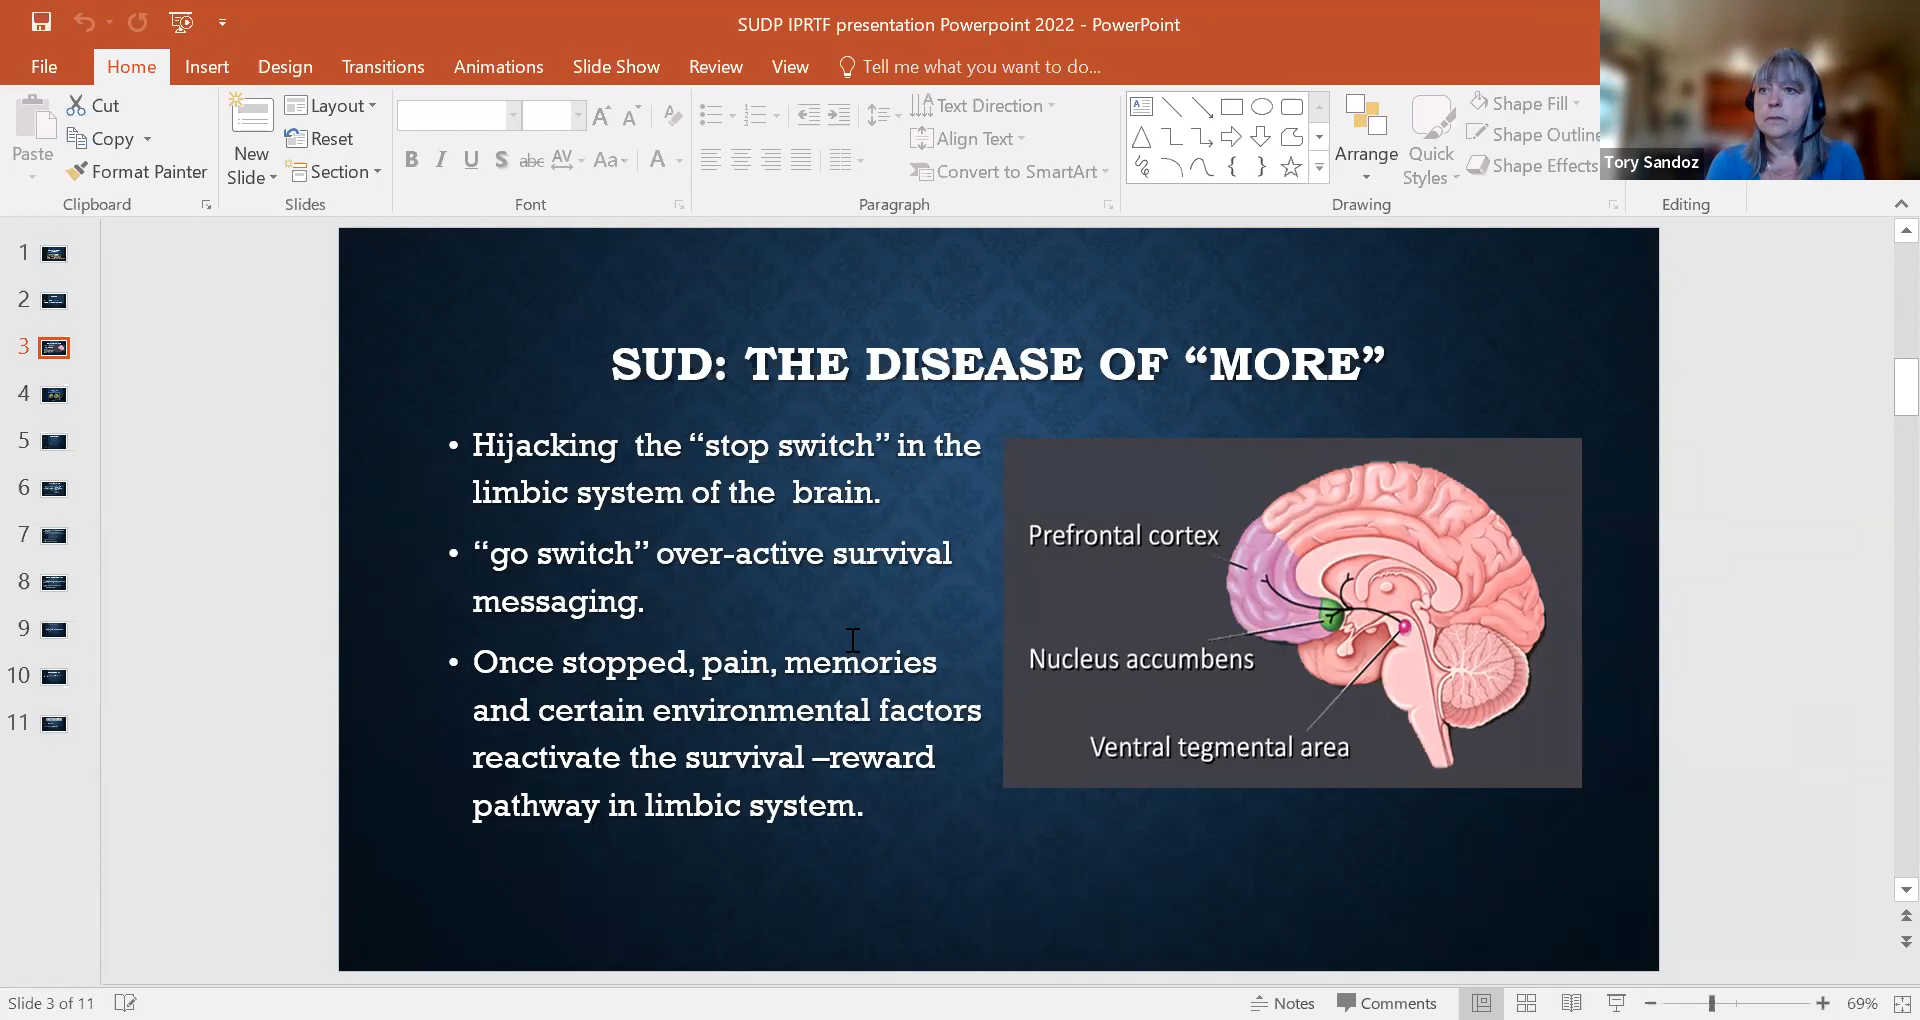 SUDP IPRTF presentation Powerpoint 2022 - PowerPoint
File Home Insert Design Transitions Animations Slide Show Review View Tell me what you want to do...
Paste
Cut
Copy
Format Painter
Clipboard
New
Slide
Layout
Reset
Section
Slides
B I U S abc AV Aa A
Font
Text Direction
Align Text
Convert to SmartArt
Paragraph
Arrange
Quick
Styles
Shape Fill
Shape Outline
Shape Effects
Drawing
Editing
Tory Sandoz
1
2
3
4
5
6
7
8
9
10
11
SUD: THE DISEASE OF “MORE”
• Hijacking the “stop switch” in the
limbic system of the brain.
• “go switch” over-active survival
messaging.
• Once stopped, pain, memories
and certain environmental factors
reactivate the survival –reward
pathway in limbic system.
Prefrontal cortex
Nucleus accumbens
Ventral tegmental area
Slide 3 of 11
Notes Comments 69%